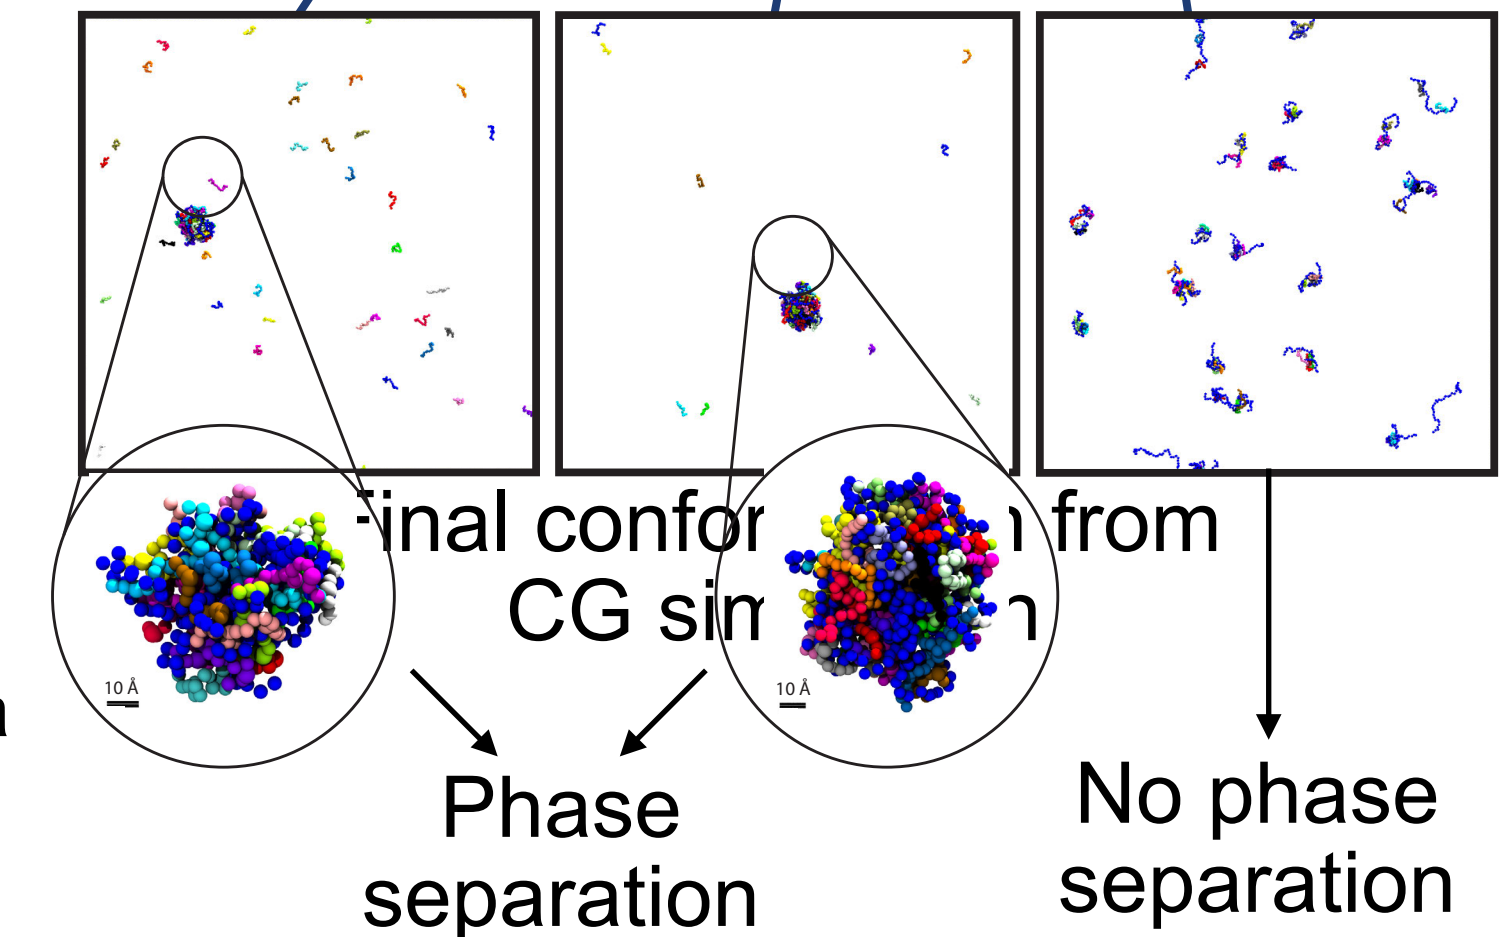 Final confor n from
CG sim n
10 Å
10 Å
a
Phase
separation
No phase
separation